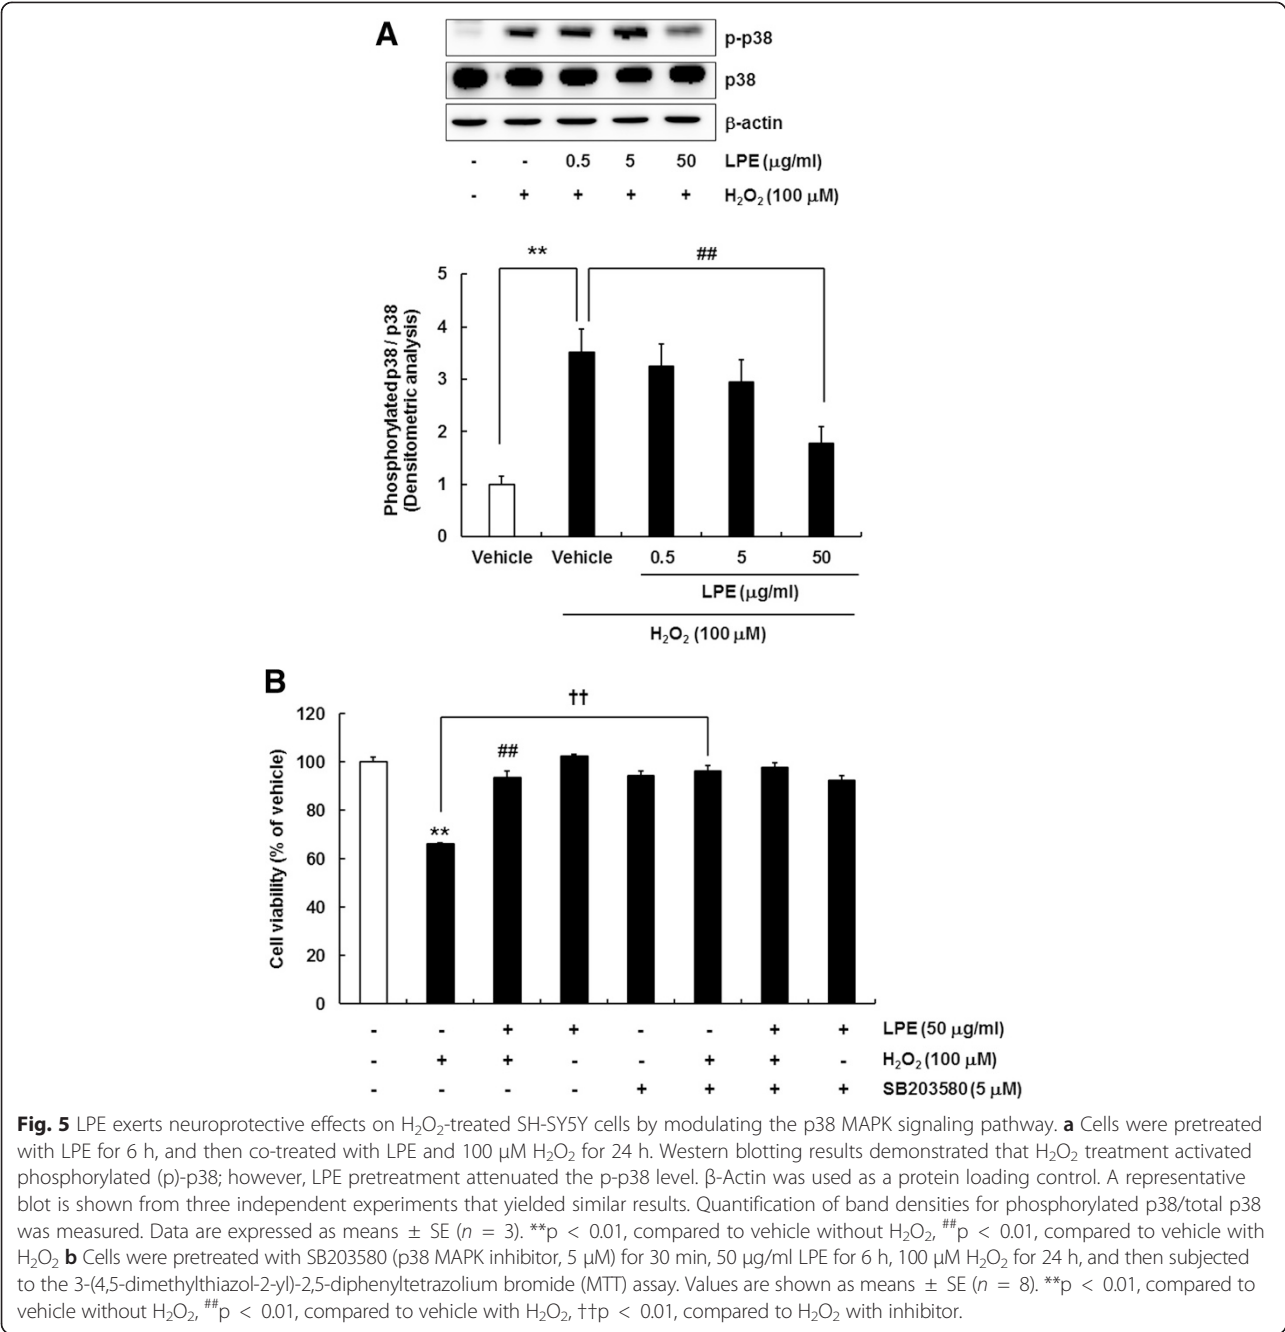 A
p-p38
p38
β-actin
- - 0.5 5 50 LPE (μg/ml)
- + + + + H₂O₂ (100 μM)
** ##
5
4
3
2
1
0
Phosphorylated p38 / p38
(Densitometric analysis)
Vehicle Vehicle 0.5 5 50
LPE (μg/ml)
H₂O₂ (100 μM)
B
††
120
100
80
60
40
20
0
Cell viability (% of vehicle)
##
**
- - + + - - + + LPE (50 μg/ml)
- + + - - + + - H₂O₂ (100 μM)
- - - - + + + + SB203580 (5 μM)
Fig. 5 LPE exerts neuroprotective effects on H₂O₂-treated SH-SY5Y cells by modulating the p38 MAPK signaling pathway. a Cells were pretreated
with LPE for 6 h, and then co-treated with LPE and 100 μM H₂O₂ for 24 h. Western blotting results demonstrated that H₂O₂ treatment activated
phosphorylated (p)-p38; however, LPE pretreatment attenuated the p-p38 level. β-Actin was used as a protein loading control. A representative
blot is shown from three independent experiments that yielded similar results. Quantification of band densities for phosphorylated p38/total p38
was measured. Data are expressed as means ± SE (n = 3). **p < 0.01, compared to vehicle without H₂O₂, ##p < 0.01, compared to vehicle with
H₂O₂ b Cells were pretreated with SB203580 (p38 MAPK inhibitor, 5 μM) for 30 min, 50 μg/ml LPE for 6 h, 100 μM H₂O₂ for 24 h, and then subjected
to the 3-(4,5-dimethylthiazol-2-yl)-2,5-diphenyltetrazolium bromide (MTT) assay. Values are shown as means ± SE (n = 8). **p < 0.01, compared to
vehicle without H₂O₂, ##p < 0.01, compared to vehicle with H₂O₂, ††p < 0.01, compared to H₂O₂ with inhibitor.